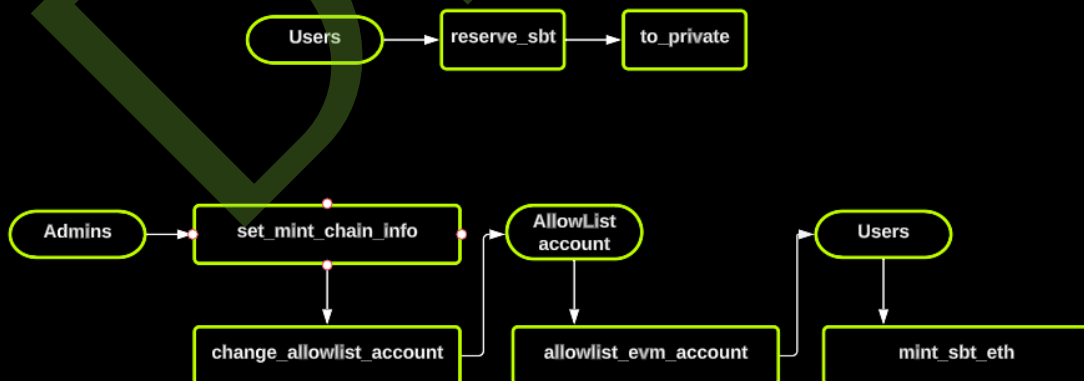 Users
reserve_sbt
to_private
Admins
set_mint_chain_info
AllowList
account
Users
change_allowlist_account
allowlist_evm_account
mint_sbt_eth